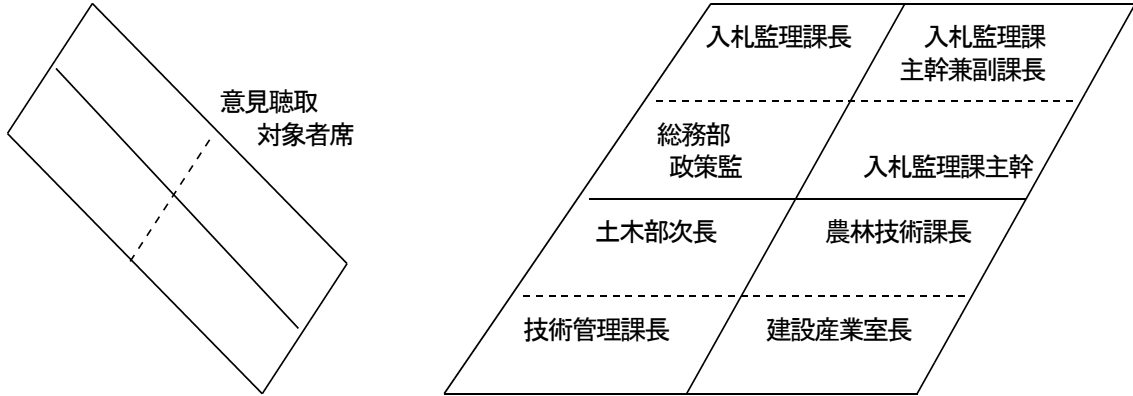 入札監理課長
入札監理課
主幹兼副課長
意見聴取
対象者席
総務部
政策監
入札監理課主幹
土木部次長
農林技術課長
技術管理課長
建設産業室長